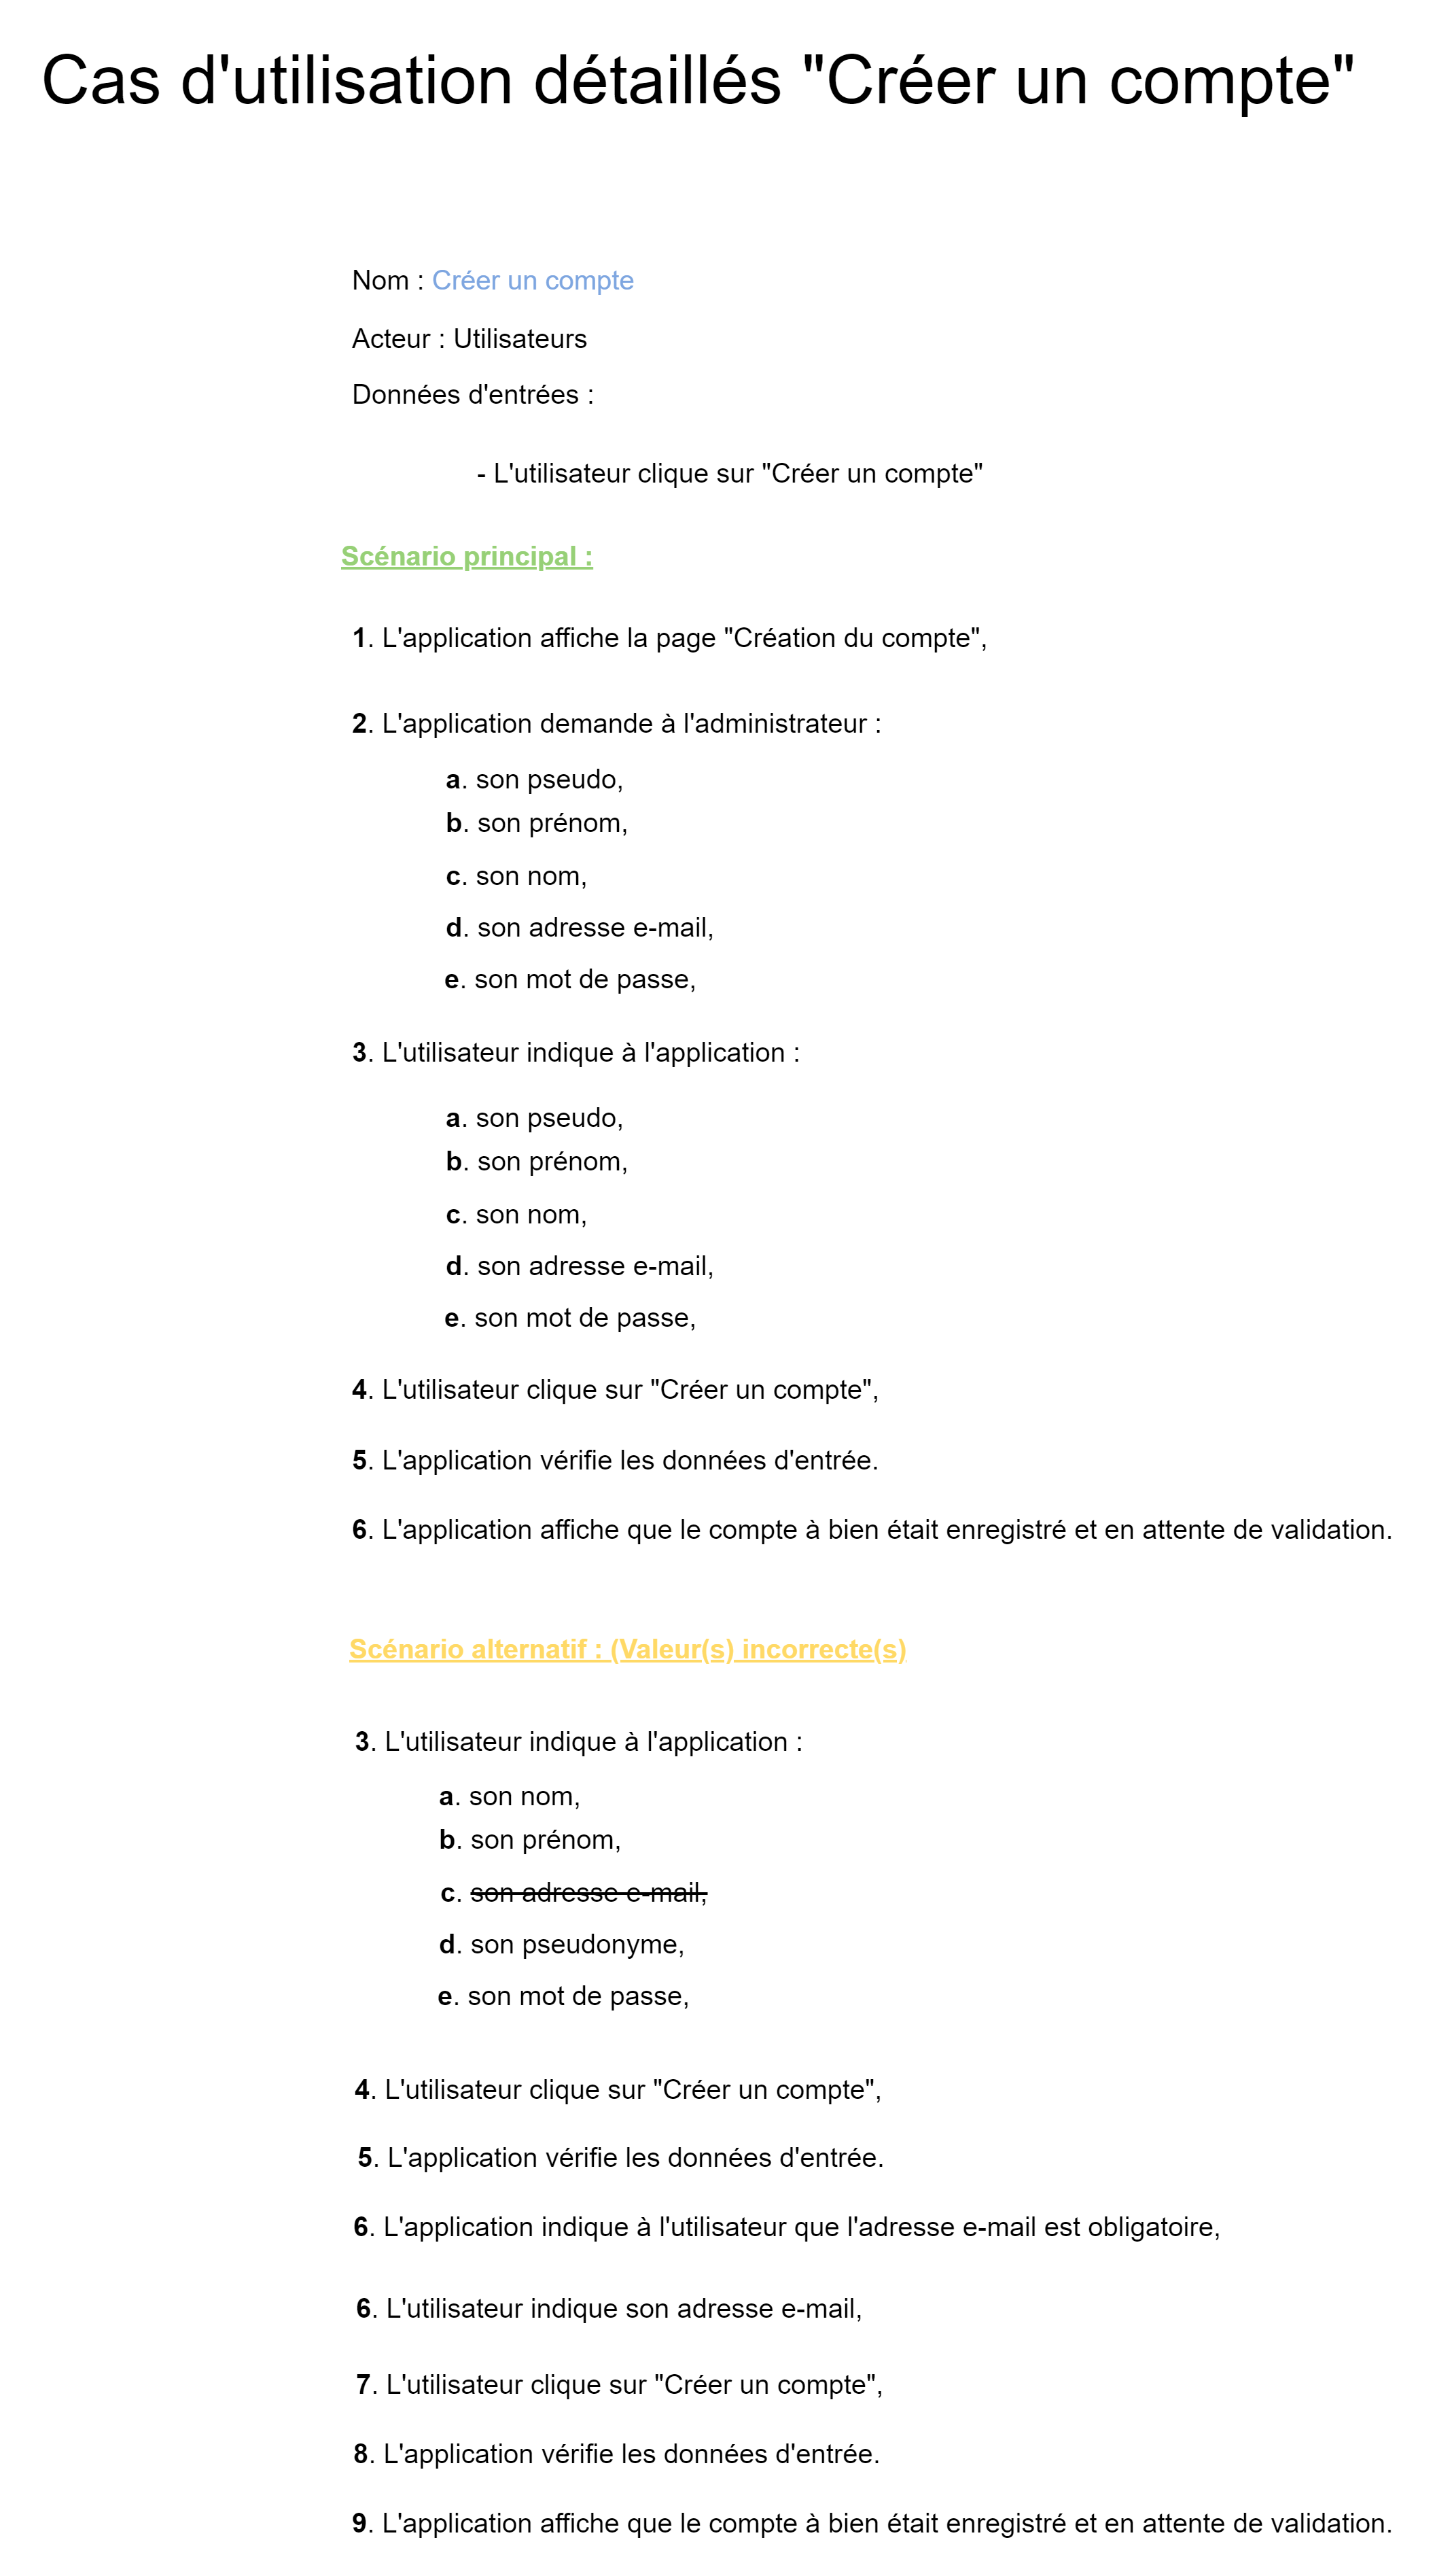 Cas d'utilisation détaillés "Créer un compte"
Nom : Créer un compte
Acteur : Utilisateurs
Données d'entrées :
- L'utilisateur clique sur "Créer un compte"
Scénario principal :
1. L'application affiche la page "Création du compte",
2. L'application demande à l'administrateur :
a. son pseudo,
b. son prénom,
c. son nom,
d. son adresse e-mail,
e. son mot de passe,
3. L'utilisateur indique à l'application :
a. son pseudo,
b. son prénom,
c. son nom,
d. son adresse e-mail,
e. son mot de passe,
4. L'utilisateur clique sur "Créer un compte",
5. L'application vérifie les données d'entrée.
6. L'application affiche que le compte à bien était enregistré et en attente de validation.
Scénario alternatif : (Valeur(s) incorrecte(s)
3. L'utilisateur indique à l'application :
a. son nom,
b. son prénom,
c. son adresse e-mail,
d. son pseudonyme,
e. son mot de passe,
4. L'utilisateur clique sur "Créer un compte",
5. L'application vérifie les données d'entrée.
6. L'application indique à l'utilisateur que l'adresse e-mail est obligatoire,
6. L'utilisateur indique son adresse e-mail,
7. L'utilisateur clique sur "Créer un compte",
8. L'application vérifie les données d'entrée.
9. L'application affiche que le compte à bien était enregistré et en attente de validation.